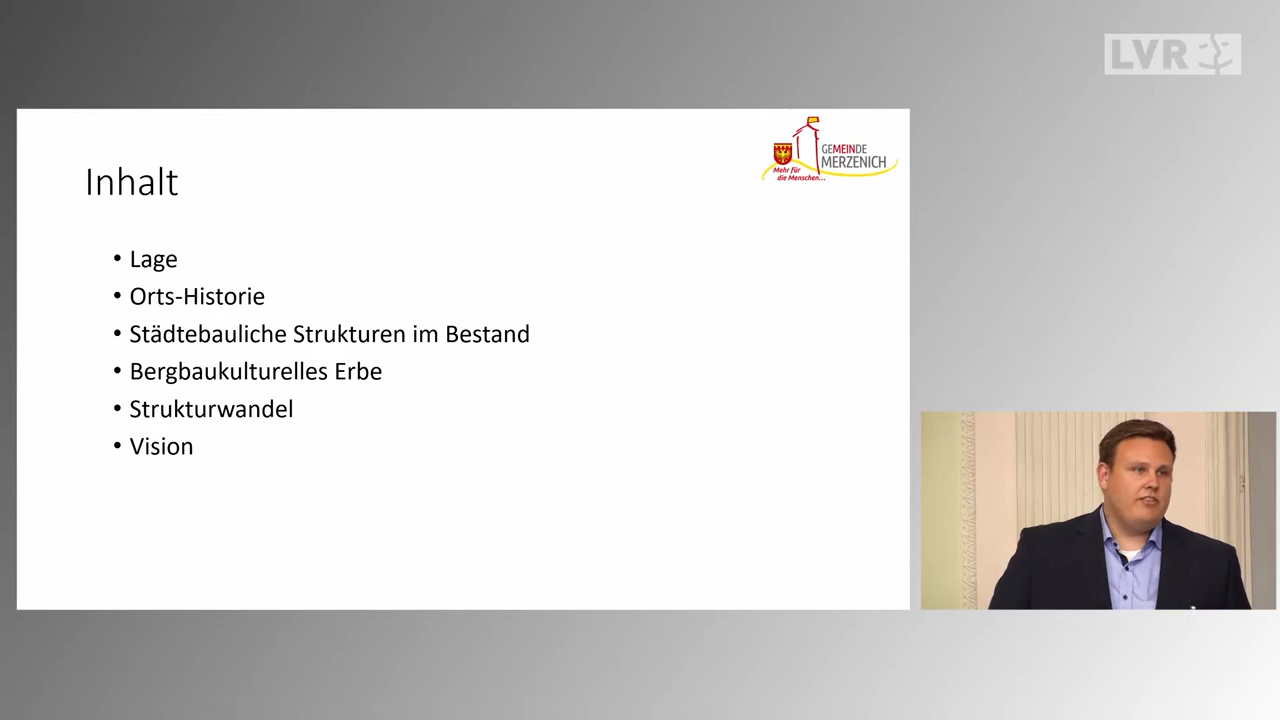 LVR
GEMEINDE
MERZENICH
Mehr für
die Menschen...
Inhalt
• Lage
• Orts-Historie
• Städtebauliche Strukturen im Bestand
• Bergbaukulturelles Erbe
• Strukturwandel
• Vision